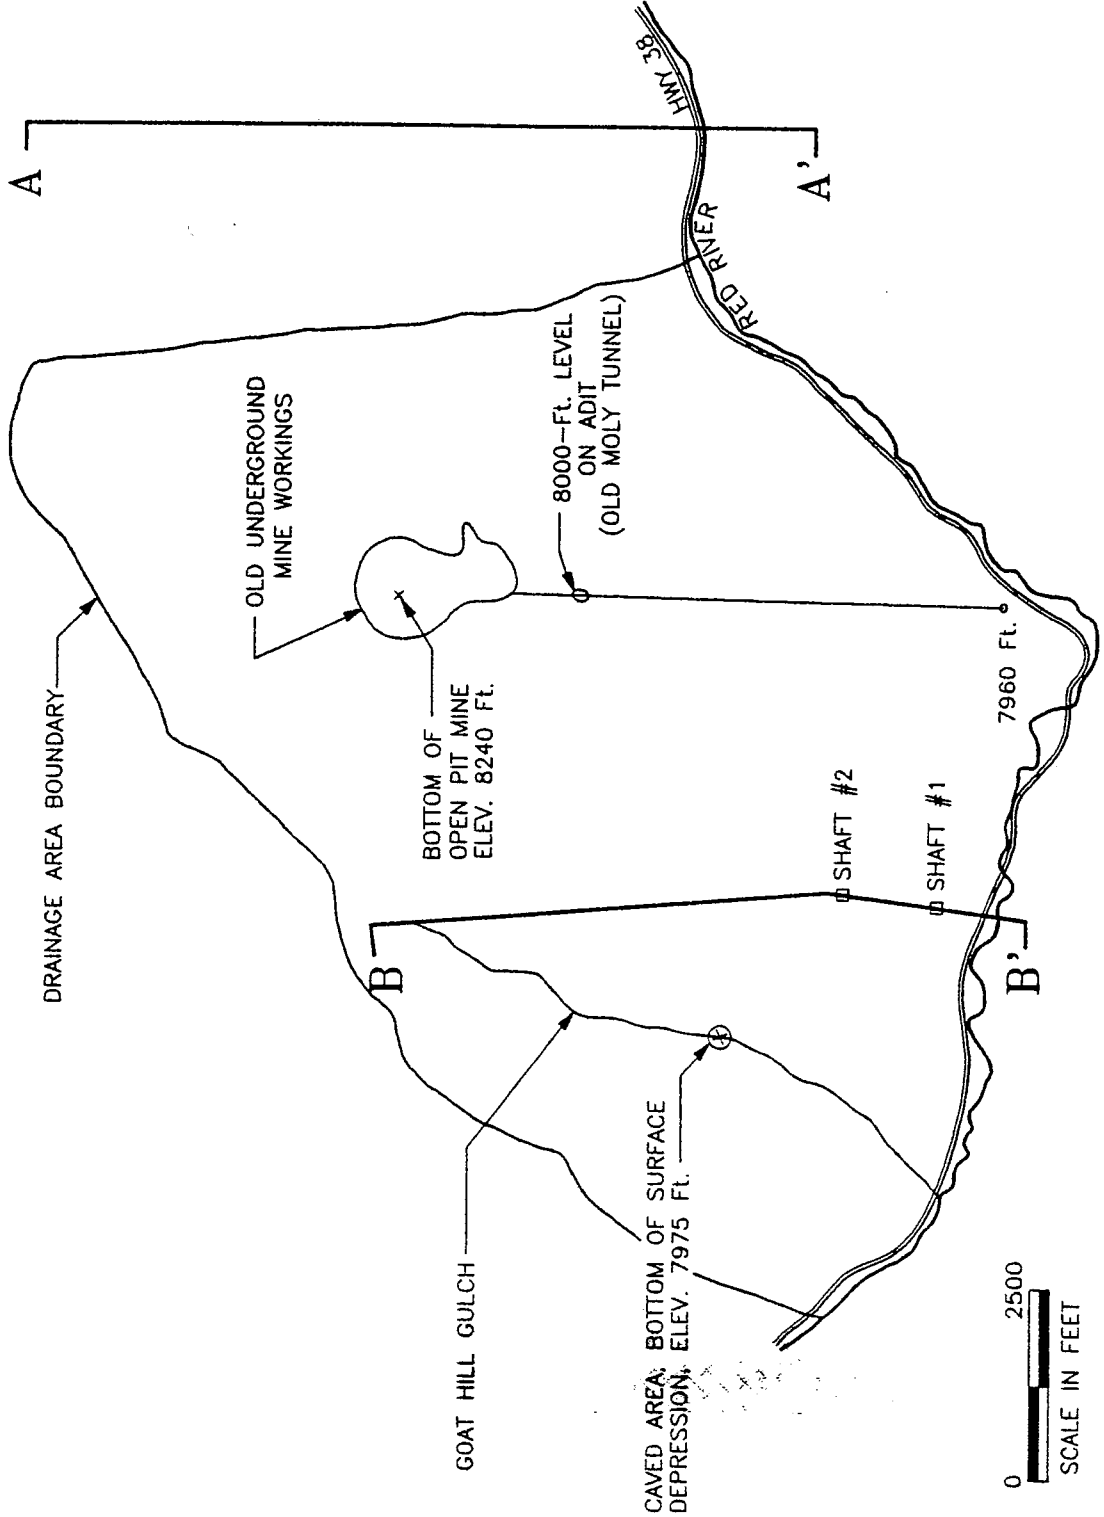 DRAINAGE AREA BOUNDARY
OLD UNDERGROUND
MINE WORKINGS
BOTTOM OF
OPEN PIT MINE
ELEV. 8240 Ft.
8000-Ft. LEVEL
ON ADIT
(OLD MOLY TUNNEL)
A
A'
HWY 38
RED RIVER
7960 Ft.
SHAFT #2
SHAFT #1
B
B'
GOAT HILL GULCH
CAVED AREA, BOTTOM OF SURFACE
DEPRESSION, ELEV. 7975 Ft.
0 2500
SCALE IN FEET